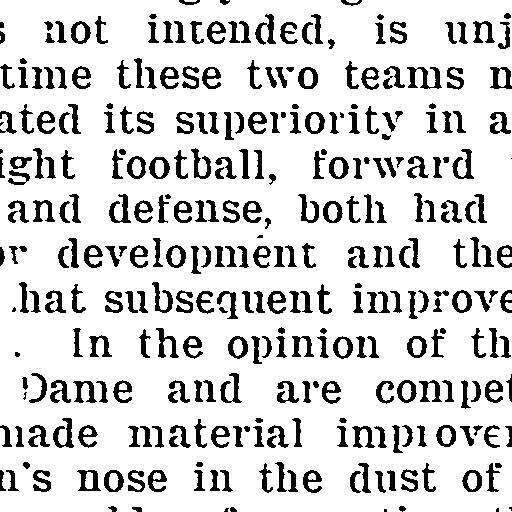 not intended, is unj
time these two teams
ated its superiority in a
ight football, forward
and defense, both had
or development and the
hat subsequent improve
. In the opinion of th
Dame and are compet
made material improve
n's nose in the dust of